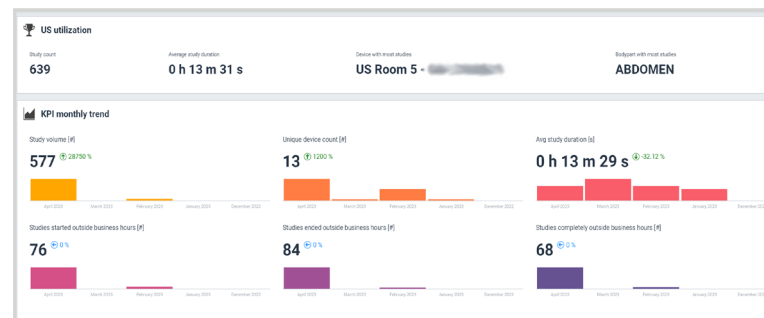 US utilization
Study count Average study duration Device with most studies Bodypart with most studies
639 0 h 13 m 31 s US Room 5 - ABDOMEN
KPI monthly trend
Study volume [#] Unique device count [#] Avg study duration [s]
577 28750 % 13 1200 % 0 h 13 m 29 s -32.12 %
April 2023 March 2023 February 2023 January 2023 December 2022 April 2023 March 2023 February 2023 January 2023 December 2022 April 2023 March 2023 February 2023 January 2023 December 2022
Studies started outside business hours [#] Studies ended outside business hours [#] Studies completely outside business hours [#]
76 0 % 84 0 % 68 0 %
April 2023 March 2023 February 2023 January 2023 December 2022 April 2023 March 2023 February 2023 January 2023 December 2022 April 2023 March 2023 February 2023 January 2023 December 2022